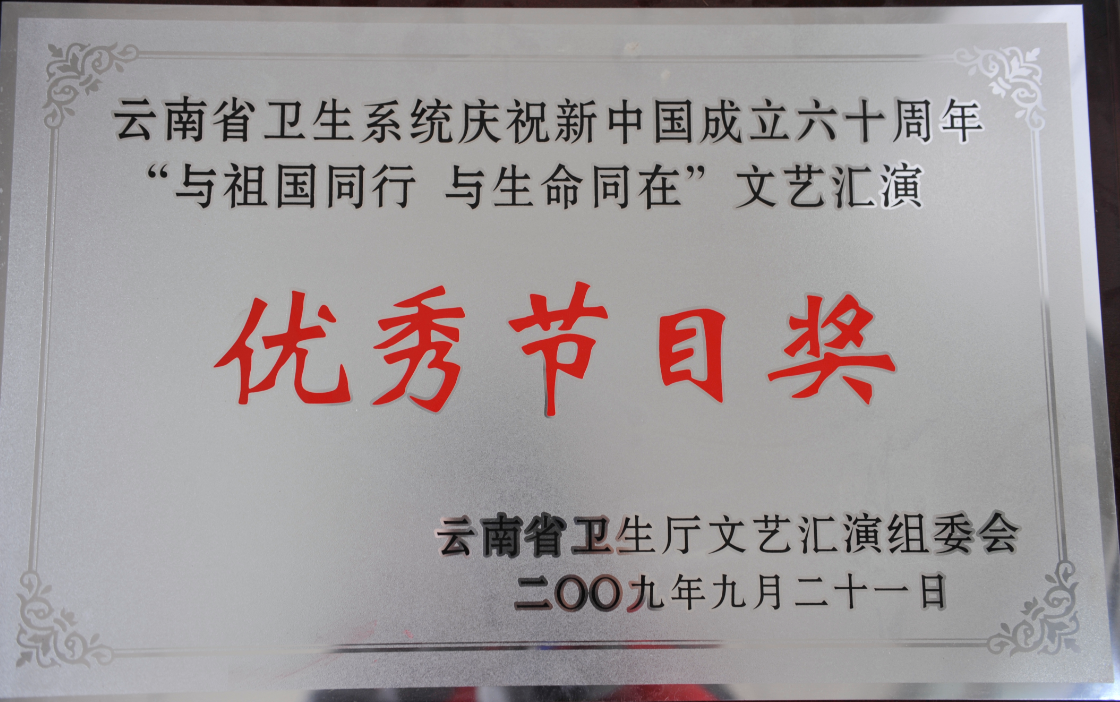 云南省卫生系统庆祝新中国成立六十周年
“与祖国同行 与生命同在”文艺汇演
优秀节目奖
云南省卫生厅文艺汇演组委会
二〇〇九年九月二十一日